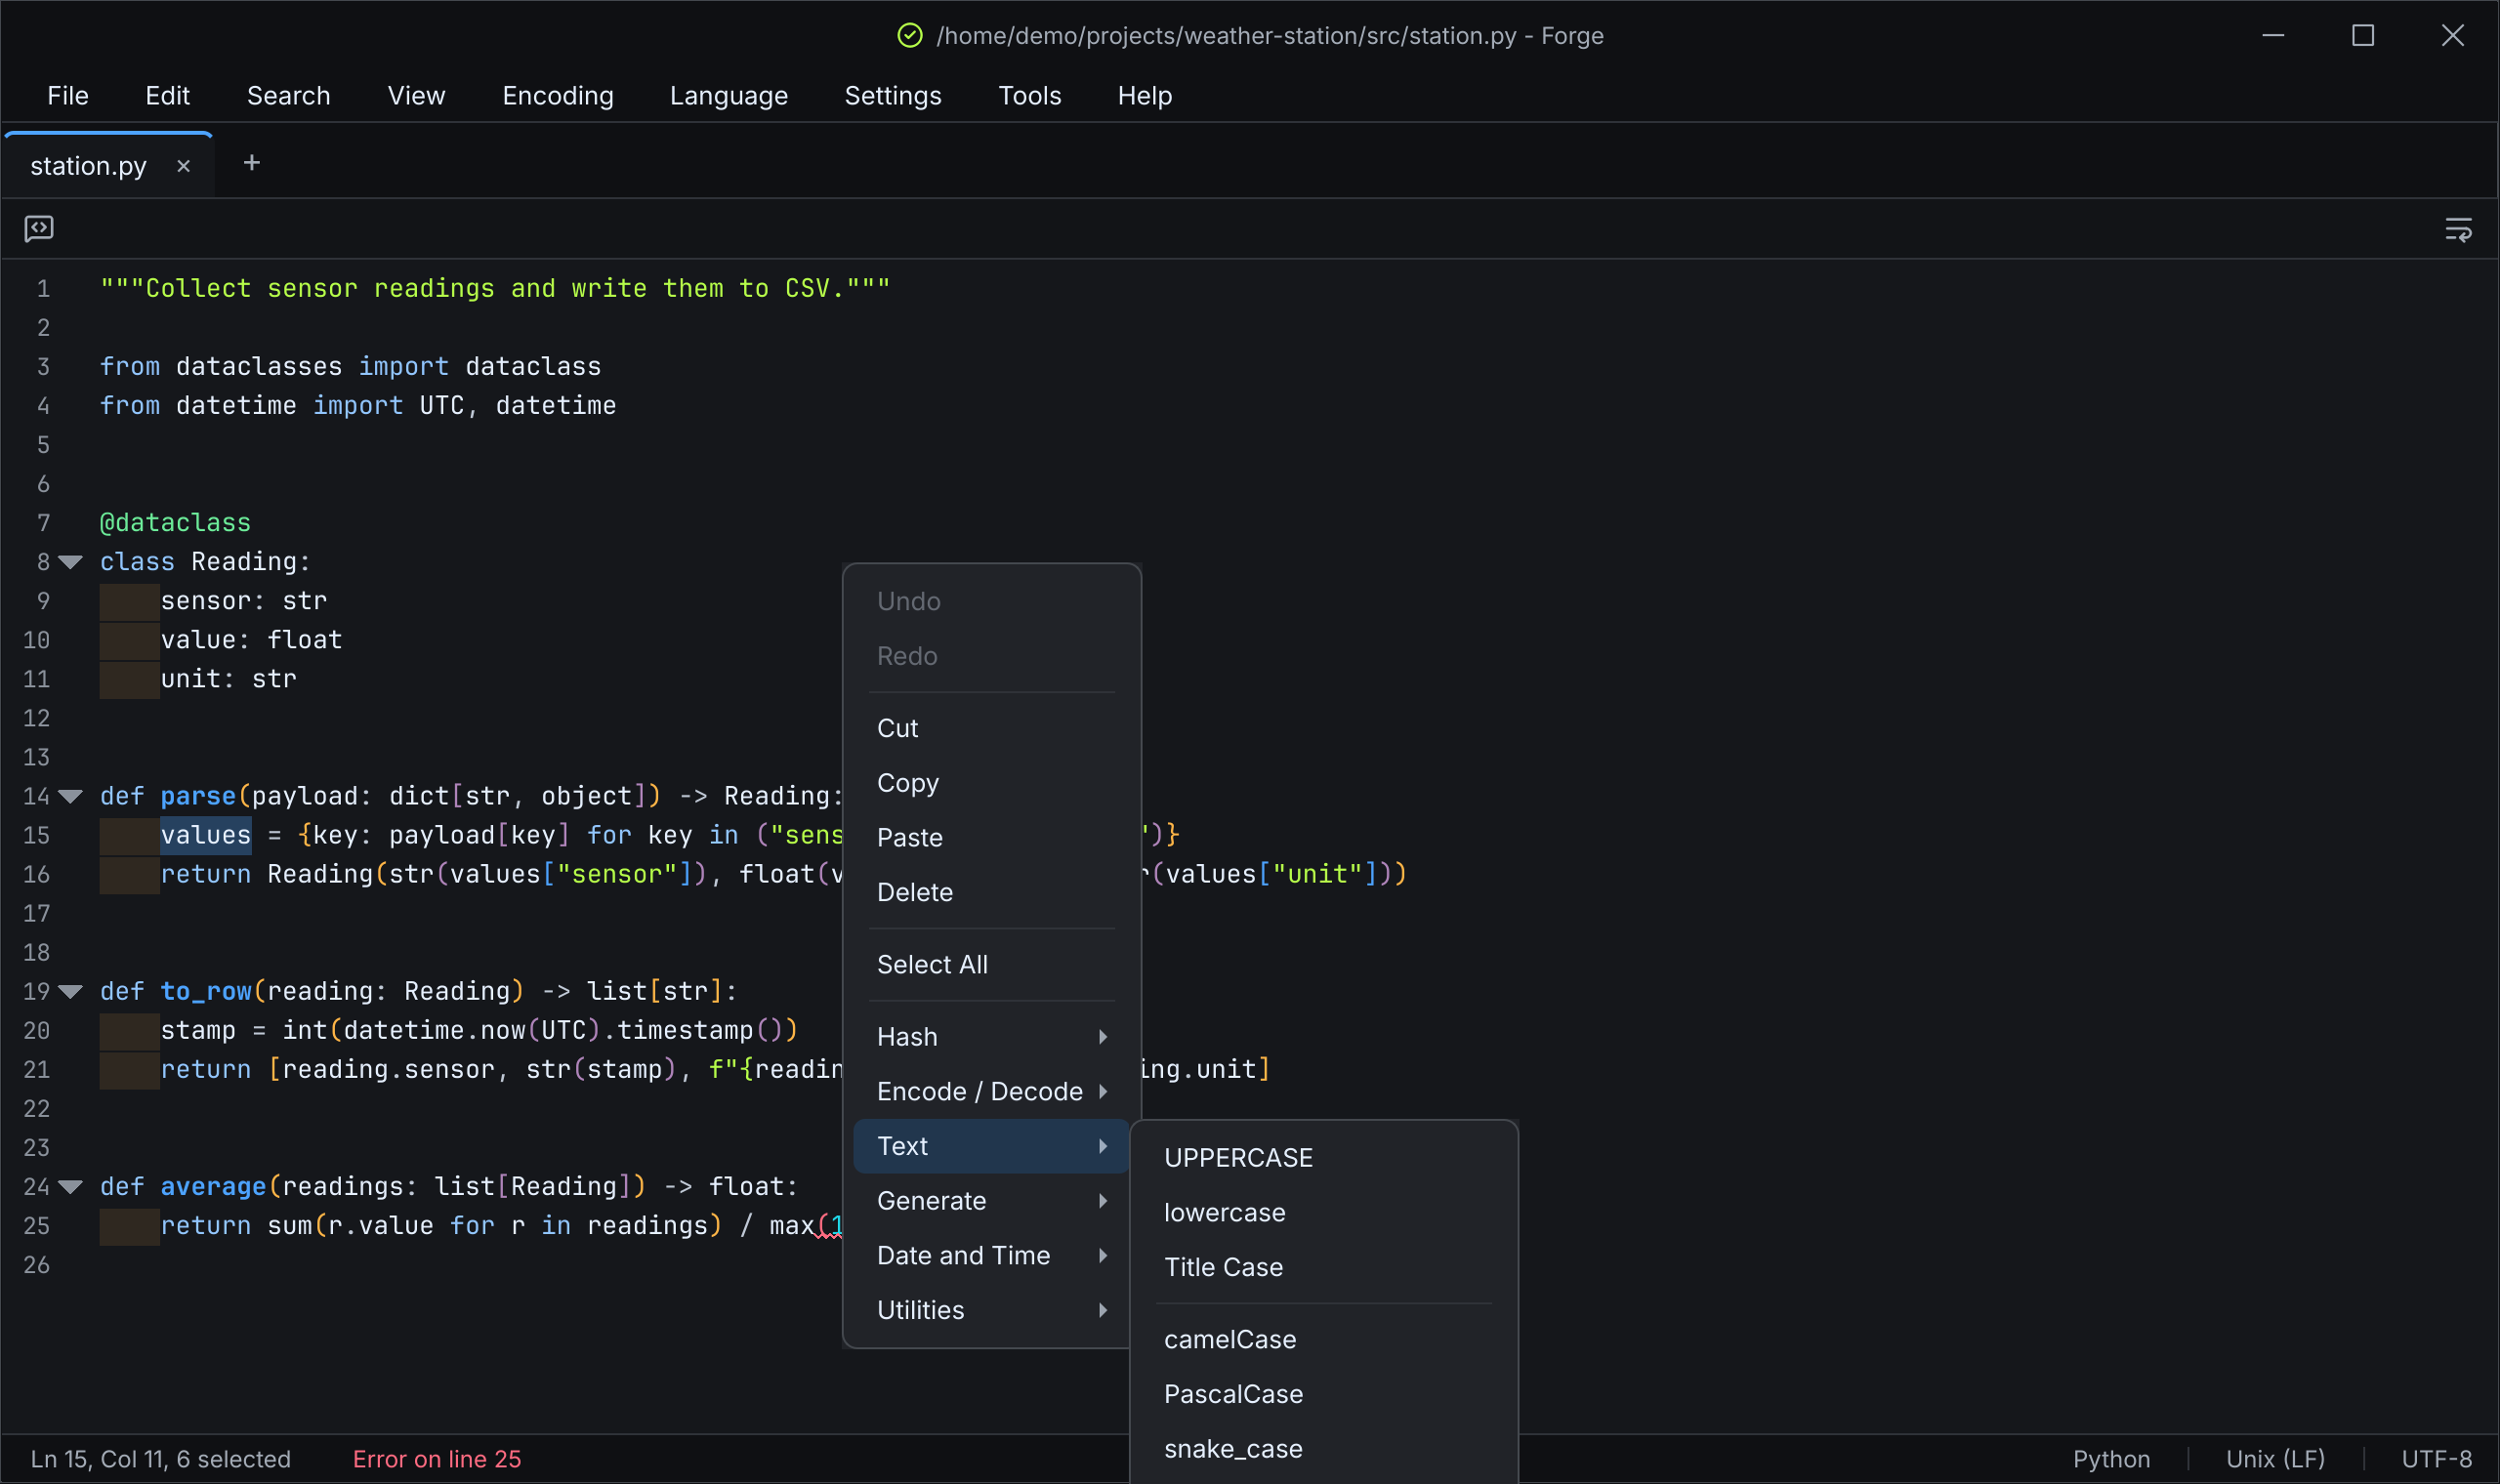 /home/demo/projects/weather-station/src/station.py - Forge
File Edit Search View Encoding Language Settings Tools Help
station.py × +
1 """Collect sensor readings and write them to CSV."""
2
3 from dataclasses import dataclass
4 from datetime import UTC, datetime
5
6
7 @dataclass
8 class Reading:
9 sensor: str
10 value: float
11 unit: str
12
13
14 def parse(payload: dict[str, object]) -> Reading:
15 values = {key: payload[key] for key in ("sens ")}
16 return Reading(str(values["sensor"]), float(v r(values["unit"]))
17
18
19 def to_row(reading: Reading) -> list[str]:
20 stamp = int(datetime.now(UTC).timestamp())
21 return [reading.sensor, str(stamp), f"{readin ing.unit]
22
23
24 def average(readings: list[Reading]) -> float:
25 return sum(r.value for r in readings) / max(1
26
Undo
Redo
Cut
Copy
Paste
Delete
Select All
Hash
Encode / Decode
Text
Generate
Date and Time
Utilities
UPPERCASE
lowercase
Title Case
camelCase
PascalCase
snake_case
Ln 15, Col 11, 6 selected Error on line 25 Python Unix (LF) UTF-8